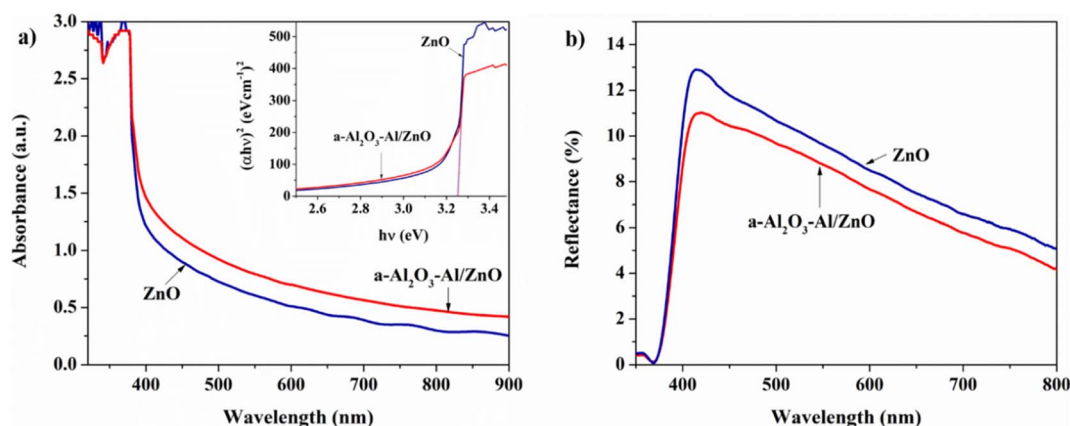 a)
3.0
2.5
2.0
1.5
1.0
0.5
0.0
Absorbance (a.u.)
400 500 600 700 800 900
Wavelength (nm)
ZnO
a-Al₂O₃-Al/ZnO
500
400
300
200
100
0
(αhν)² (eVcm⁻¹)²
2.6 2.8 3.0 3.2 3.4
hν (eV)
ZnO
a-Al₂O₃-Al/ZnO
b)
14
12
10
8
6
4
2
0
Reflectance (%)
400 500 600 700 800
Wavelength (nm)
ZnO
a-Al₂O₃-Al/ZnO